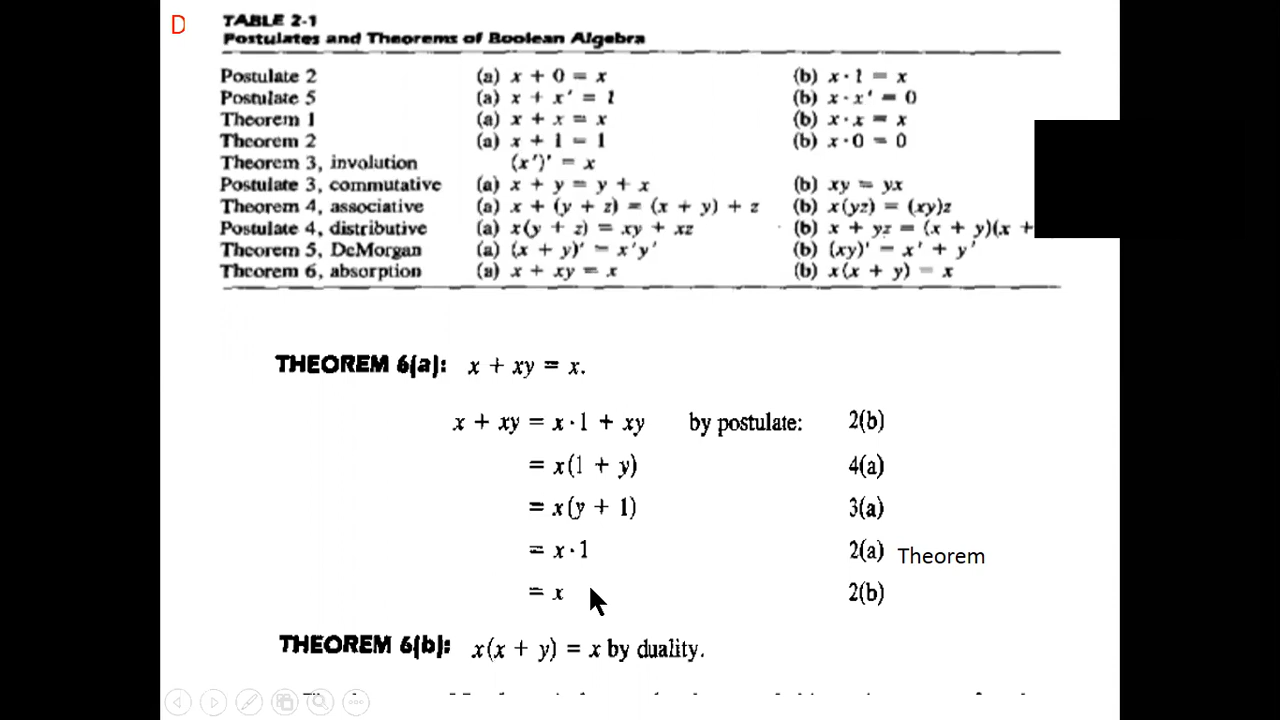 D
TABLE 2-1
Postulates and Theorems of Boolean Algebra
Postulate 2 (a) x + 0 = x (b) x · 1 = x
Postulate 5 (a) x + x' = 1 (b) x · x' = 0
Theorem 1 (a) x + x = x (b) x · x = x
Theorem 2 (a) x + 1 = 1 (b) x · 0 = 0
Theorem 3, involution (x')' = x
Postulate 3, commutative (a) x + y = y + x (b) xy = yx
Theorem 4, associative (a) x + (y + z) = (x + y) + z (b) x(yz) = (xy)z
Postulate 4, distributive (a) x(y + z) = xy + xz (b) x + yz = (x + y)(x +
Theorem 5, DeMorgan (a) (x + y)' = x'y' (b) (xy)' = x' + y'
Theorem 6, absorption (a) x + xy = x (b) x(x + y) = x
THEOREM 6(a): x + xy = x.
x + xy = x · 1 + xy by postulate: 2(b)
= x(1 + y) 4(a)
= x(y + 1) 3(a)
= x · 1 2(a) Theorem
= x 2(b)
THEOREM 6(b): x(x + y) = x by duality.